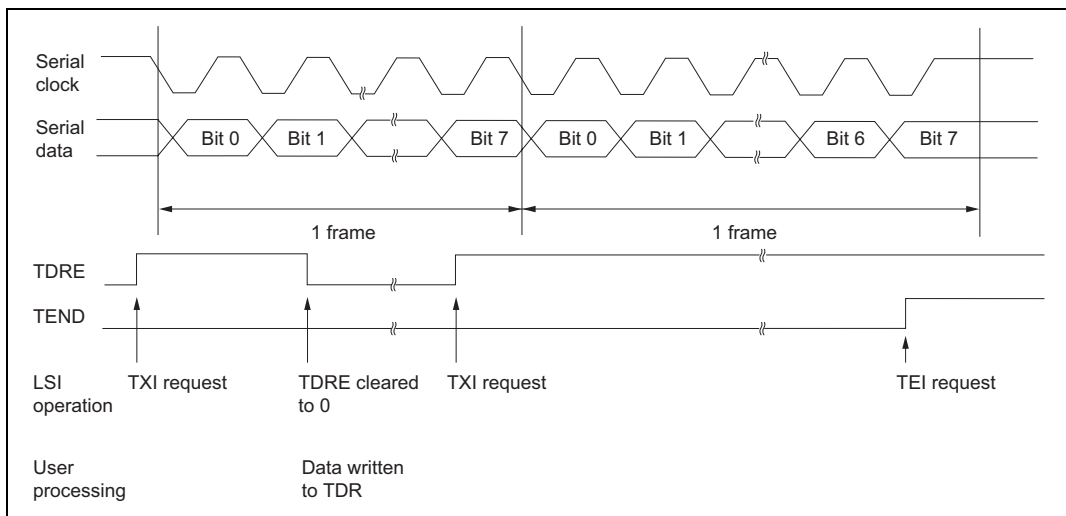 Serial
clock
Serial
data
Bit 0
Bit 1
Bit 7
Bit 0
Bit 1
Bit 6
Bit 7
1 frame
1 frame
TDRE
TEND
LSI
operation
TXI request
TDRE cleared
to 0
TXI request
TEI request
User
processing
Data written
to TDR